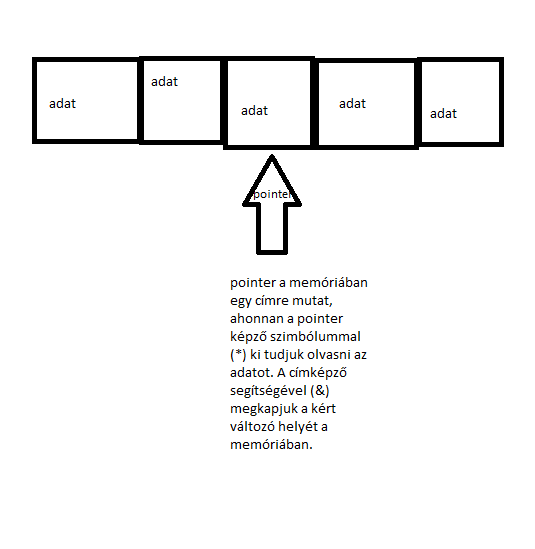 adat
adat
adat
adat
adat
pointer
pointer a memóriában
egy címre mutat,
ahonnan a pointer
képző szimbólummal
(*) ki tudjuk olvasni az
adatot. A címképző
segítségével (&)
megkapjuk a kért
változó helyét a
memóriában.